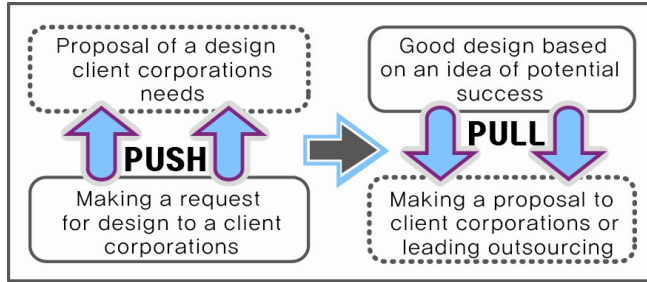 Proposal of a design
client corporations
needs
PUSH
Making a request
for design to a client
corporations
Good design based
on an idea of potential
success
PULL
Making a proposal to
client corporations or
leading outsourcing